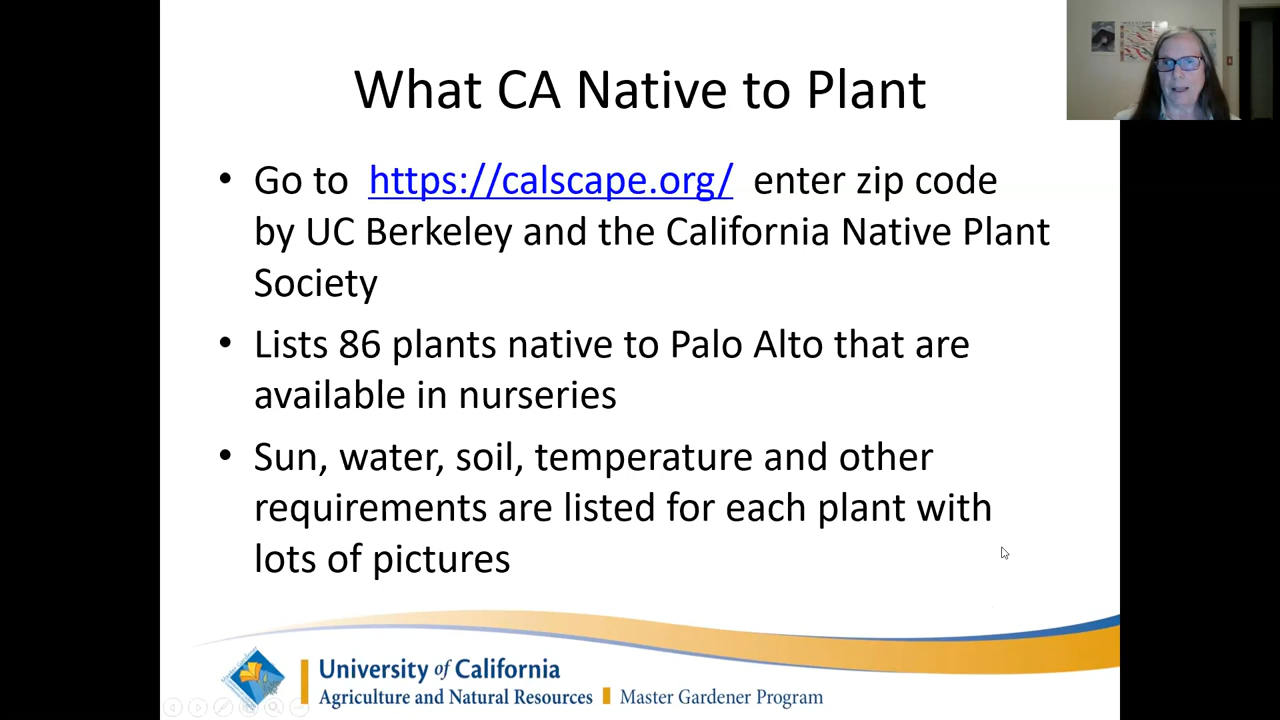 What CA Native to Plant
• Go to https://calscape.org/ enter zip code
by UC Berkeley and the California Native Plant
Society
• Lists 86 plants native to Palo Alto that are
available in nurseries
• Sun, water, soil, temperature and other
requirements are listed for each plant with
lots of pictures
University of California
Agriculture and Natural Resources Master Gardener Program